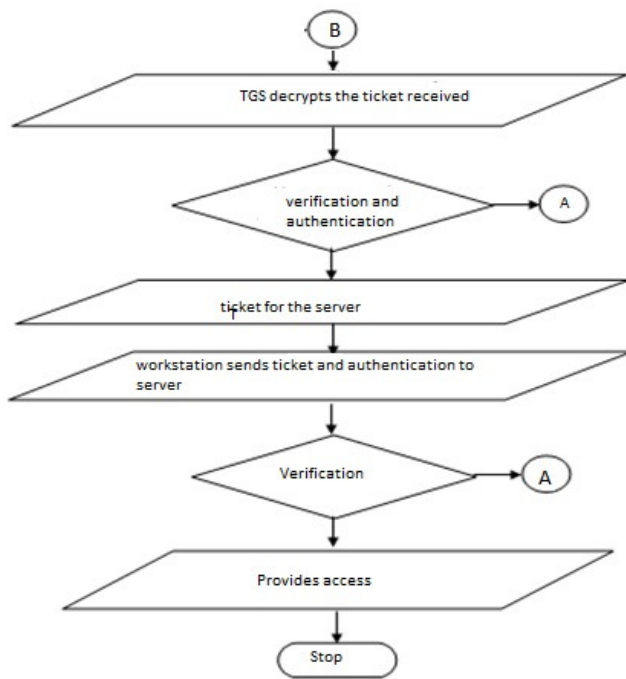 B
TGS decrypts the ticket received
verification and
authentication
A
ticket for the server
workstation sends ticket and authentication to
server
Verification
A
Provides access
Stop